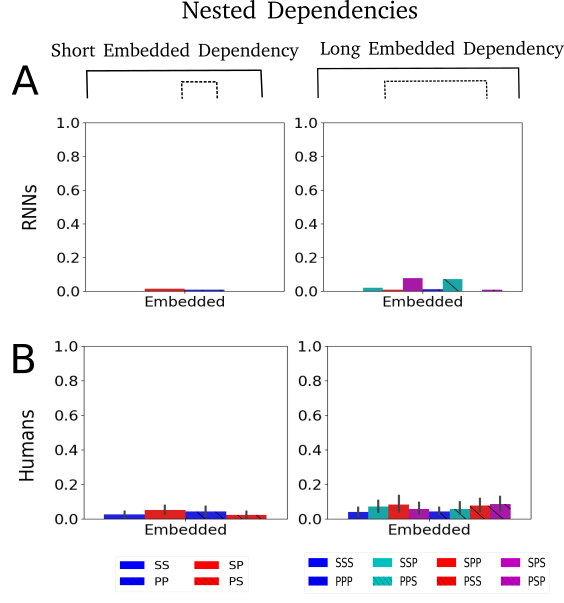 Nested Dependencies
Short Embedded Dependency
Long Embedded Dependency
A
RNNs
1.0
0.8
0.6
0.4
0.2
0.0
Embedded
1.0
0.8
0.6
0.4
0.2
0.0
Embedded
B
Humans
1.0
0.8
0.6
0.4
0.2
0.0
Embedded
1.0
0.8
0.6
0.4
0.2
0.0
Embedded
SS SP
PP PS
SSS SSP SPP SPS
PPP PPS PSS PSP